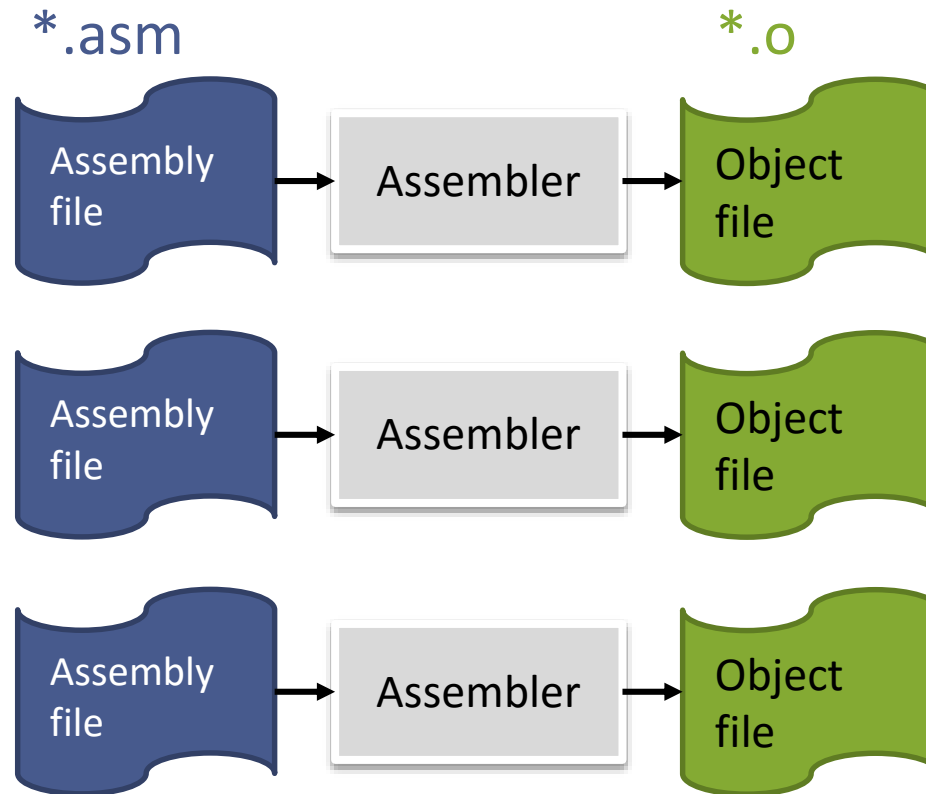 *.asm
*.o
Assembly
file
Assembler
Object
file
Assembly
file
Assembler
Object
file
Assembly
file
Assembler
Object
file